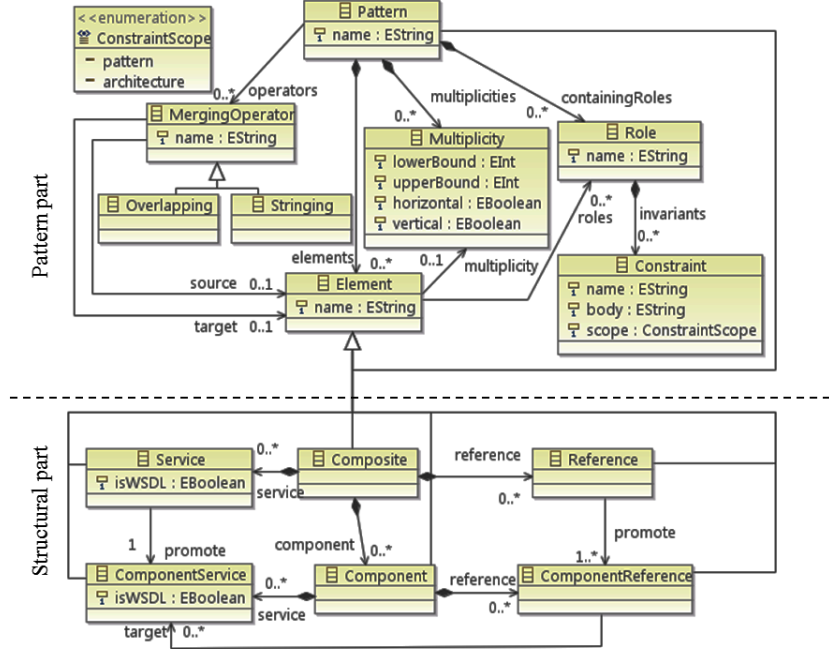 <<enumeration>>
ConstraintScope
pattern
architecture
Pattern
name : EString
0..*
operators
multiplicities
0..*
containingRoles
0..*
MergingOperator
name : EString
Multiplicity
lowerBound : EInt
upperBound : EInt
horizontal : EBoolean
vertical : EBoolean
Role
name : EString
Overlapping
Stringing
0..*
roles
invariants
0..*
Pattern part
elements
0..*
0..1
multiplicity
source 0..1
target 0..1
Element
name : EString
Constraint
name : EString
body : EString
scope : ConstraintScope
Structural part
Service
isWSDL : EBoolean
0..*
service
Composite
reference
0..*
Reference
1
promote
component
0..*
promote
1..*
ComponentService
isWSDL : EBoolean
0..*
service
Component
reference
0..*
ComponentReference
target 0..*